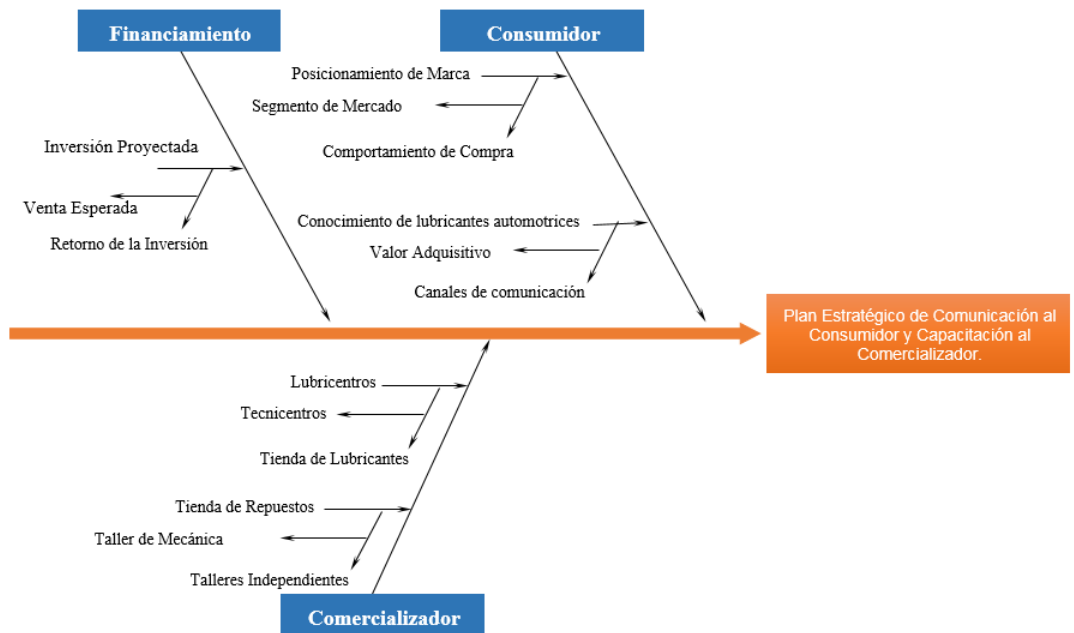 Financiamiento
Consumidor
Posicionamiento de Marca
Segmento de Mercado
Comportamiento de Compra
Inversión Proyectada
Venta Esperada
Retorno de la Inversión
Conocimiento de lubricantes automotrices
Valor Adquisitivo
Canales de comunicación
Plan Estratégico de Comunicación al
Consumidor y Capacitación al
Comercializador.
Lubricentros
Tecnicentros
Tienda de Lubricantes
Tienda de Repuestos
Taller de Mecánica
Talleres Independientes
Comercializador